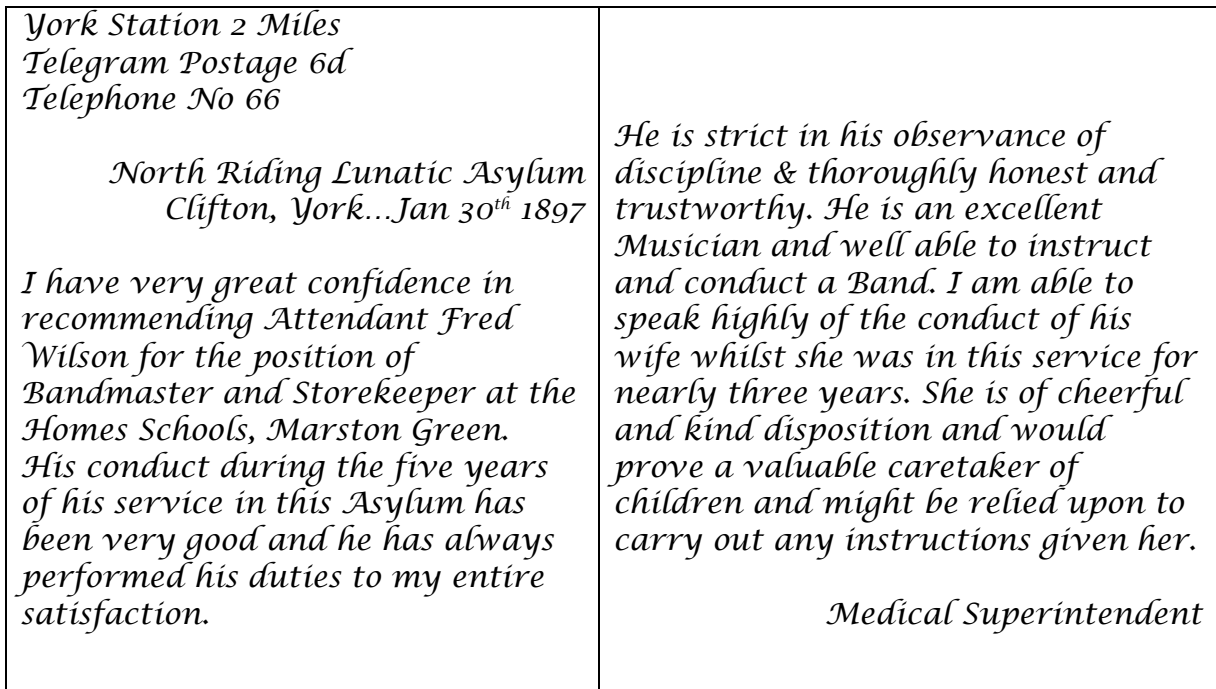 York Station 2 Miles
Telegram Postage 6d
Telephone No 66
North Riding Lunatic Asylum
Clifton, York…Jan 30th 1897
I have very great confidence in
recommending Attendant Fred
Wilson for the position of
Bandmaster and Storekeeper at the
Homes Schools, Marston Green.
His conduct during the five years
of his service in this Asylum has
been very good and he has always
performed his duties to my entire
satisfaction.
He is strict in his observance of
discipline & thoroughly honest and
trustworthy. He is an excellent
Musician and well able to instruct
and conduct a Band. I am able to
speak highly of the conduct of his
wife whilst she was in this service for
nearly three years. She is of cheerful
and kind disposition and would
prove a valuable caretaker of
children and might be relied upon to
carry out any instructions given her.
Medical Superintendent